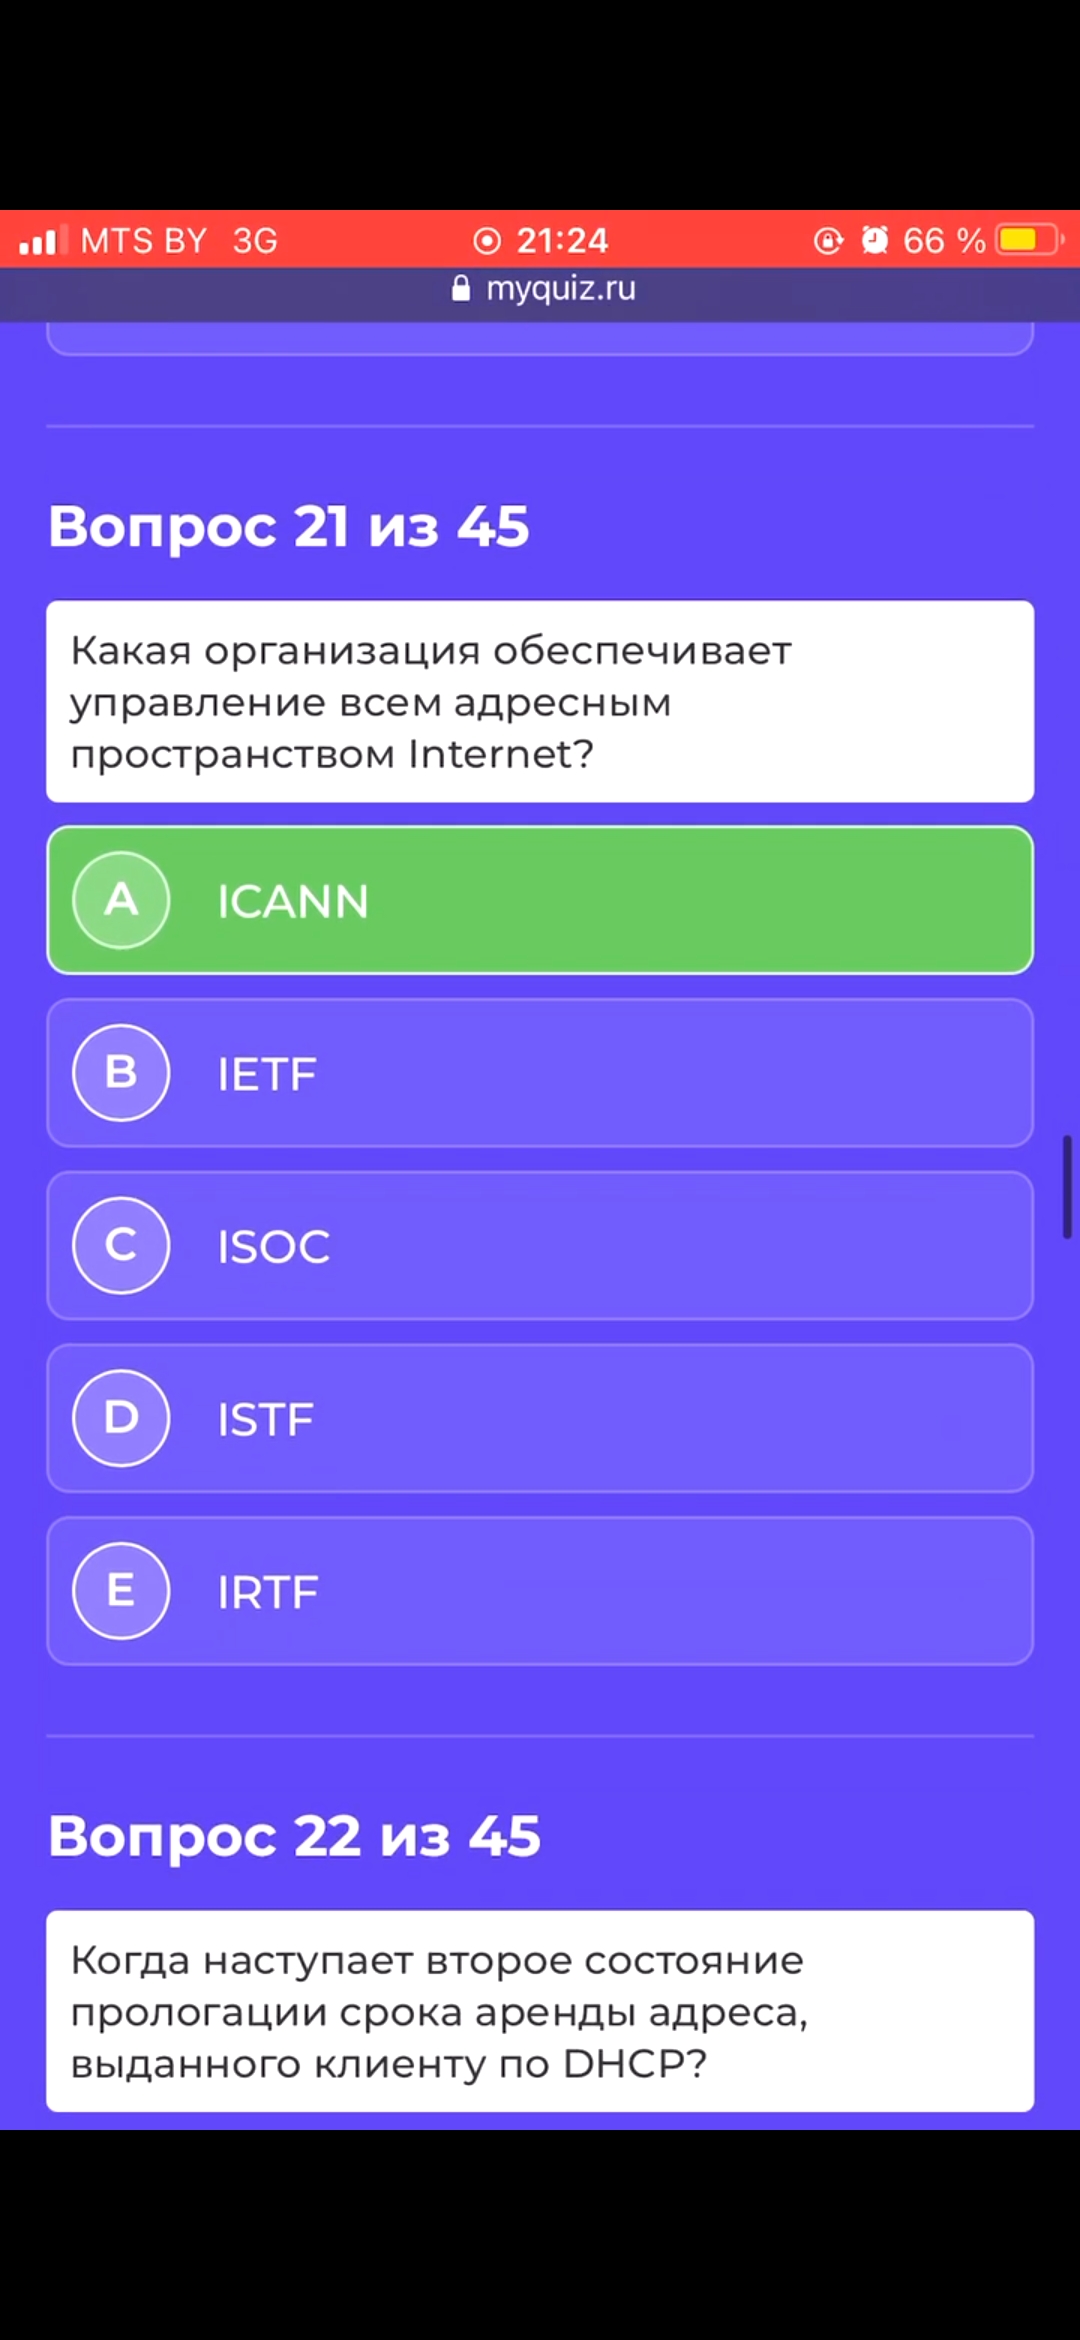 MTS BY 3G 21:24 66 %
myquiz.ru
Вопрос 21 из 45
Какая организация обеспечивает
управление всем адресным
пространством Internet?
A ICANN
B IETF
C ISOC
D ISTF
E IRTF
Вопрос 22 из 45
Когда наступает второе состояние
прологации срока аренды адреса,
выданного клиенту по DHCP?